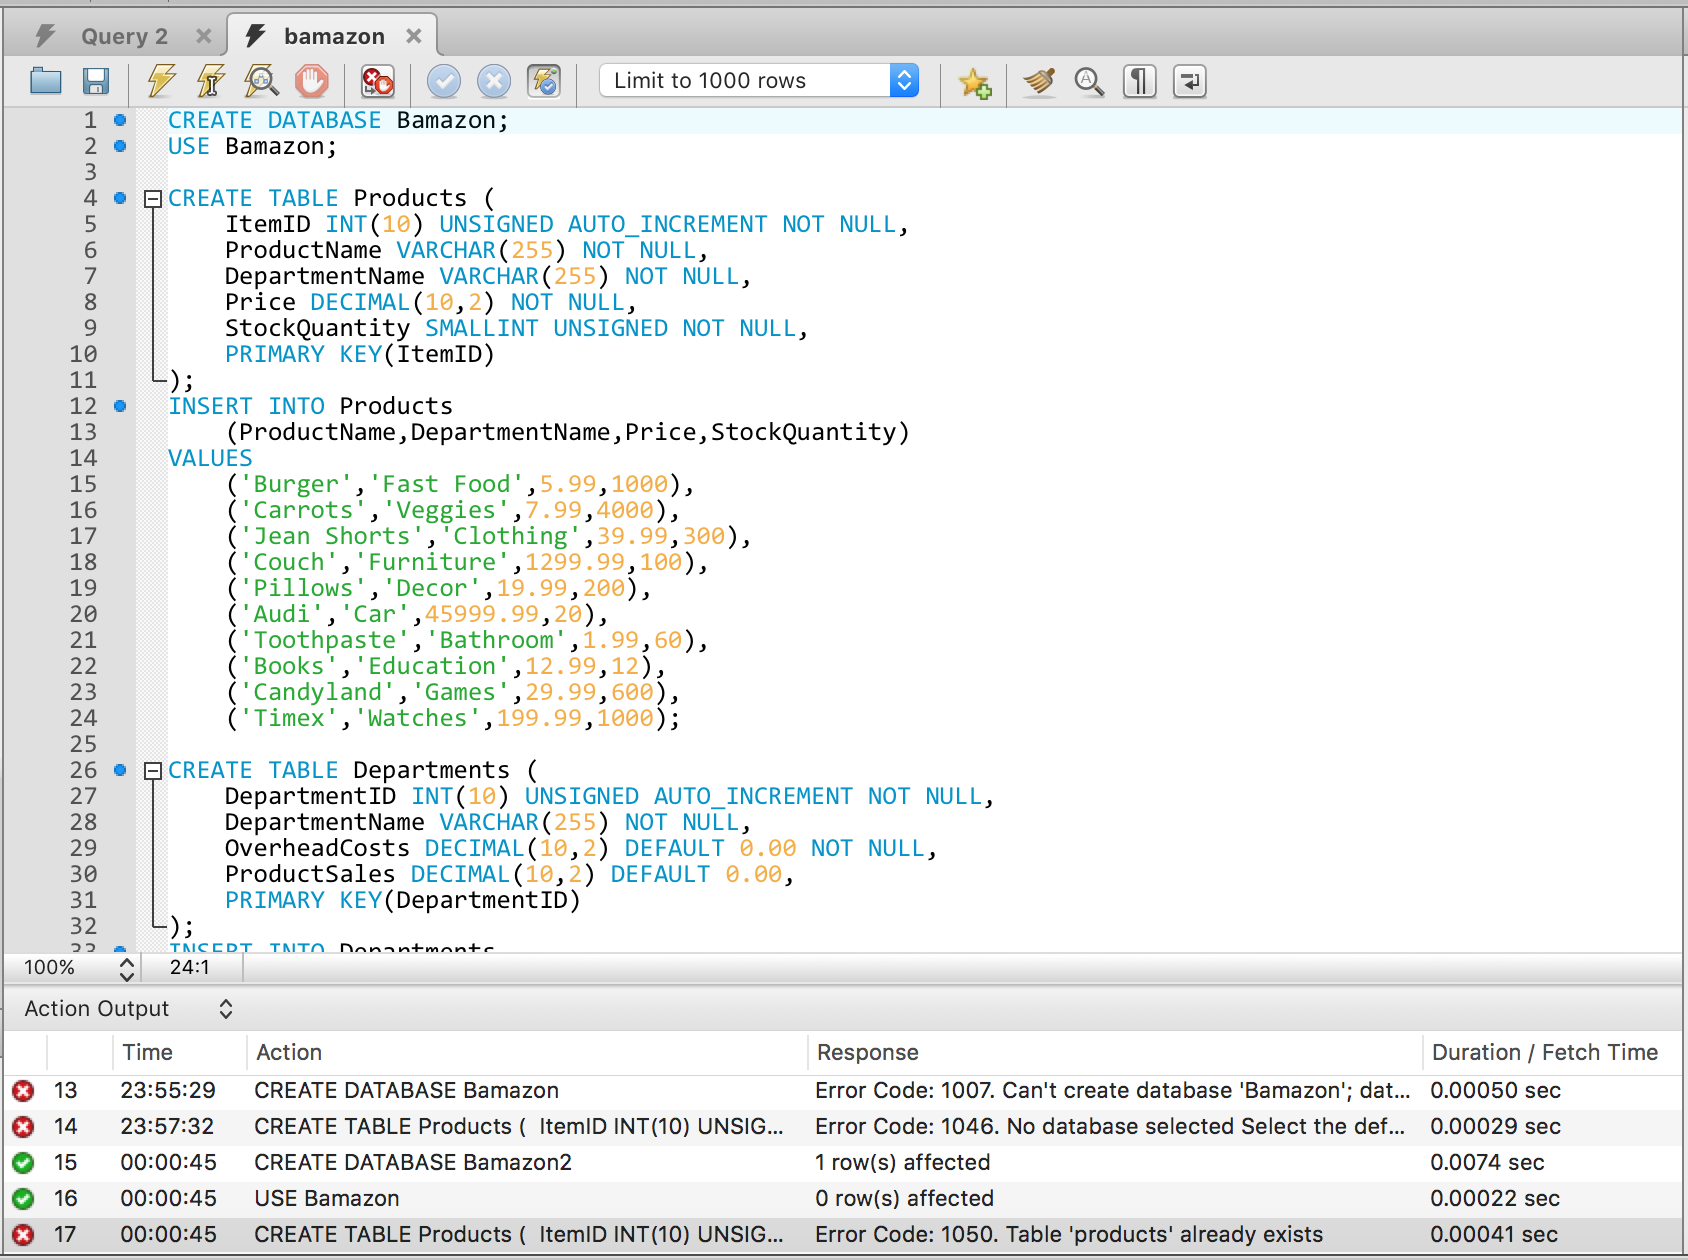 Query 2
bamazon
Limit to 1000 rows
1 CREATE DATABASE Bamazon;
2 USE Bamazon;
3
4 CREATE TABLE Products (
5 ItemID INT(10) UNSIGNED AUTO_INCREMENT NOT NULL,
6 ProductName VARCHAR(255) NOT NULL,
7 DepartmentName VARCHAR(255) NOT NULL,
8 Price DECIMAL(10,2) NOT NULL,
9 StockQuantity SMALLINT UNSIGNED NOT NULL,
10 PRIMARY KEY(ItemID)
11 );
12 INSERT INTO Products
13 (ProductName,DepartmentName,Price,StockQuantity)
14 VALUES
15 ('Burger','Fast Food',5.99,1000),
16 ('Carrots','Veggies',7.99,4000),
17 ('Jean Shorts','Clothing',39.99,300),
18 ('Couch','Furniture',1299.99,100),
19 ('Pillows','Decor',19.99,200),
20 ('Audi','Car',45999.99,20),
21 ('Toothpaste','Bathroom',1.99,60),
22 ('Books','Education',12.99,12),
23 ('Candyland','Games',29.99,600),
24 ('Timex','Watches',199.99,1000);
25
26 CREATE TABLE Departments (
27 DepartmentID INT(10) UNSIGNED AUTO_INCREMENT NOT NULL,
28 DepartmentName VARCHAR(255) NOT NULL,
29 OverheadCosts DECIMAL(10,2) DEFAULT 0.00 NOT NULL,
30 ProductSales DECIMAL(10,2) DEFAULT 0.00,
31 PRIMARY KEY(DepartmentID)
32 );
33 INSERT INTO Departments
100% 24:1
Action Output
Time Action Response Duration / Fetch Time
13 23:55:29 CREATE DATABASE Bamazon Error Code: 1007. Can't create database 'Bamazon'; dat... 0.00050 sec
14 23:57:32 CREATE TABLE Products ( ItemID INT(10) UNSIG... Error Code: 1046. No database selected Select the def... 0.00029 sec
15 00:00:45 CREATE DATABASE Bamazon2 1 row(s) affected 0.0074 sec
16 00:00:45 USE Bamazon 0 row(s) affected 0.00022 sec
17 00:00:45 CREATE TABLE Products ( ItemID INT(10) UNSIG... Error Code: 1050. Table 'products' already exists 0.00041 sec